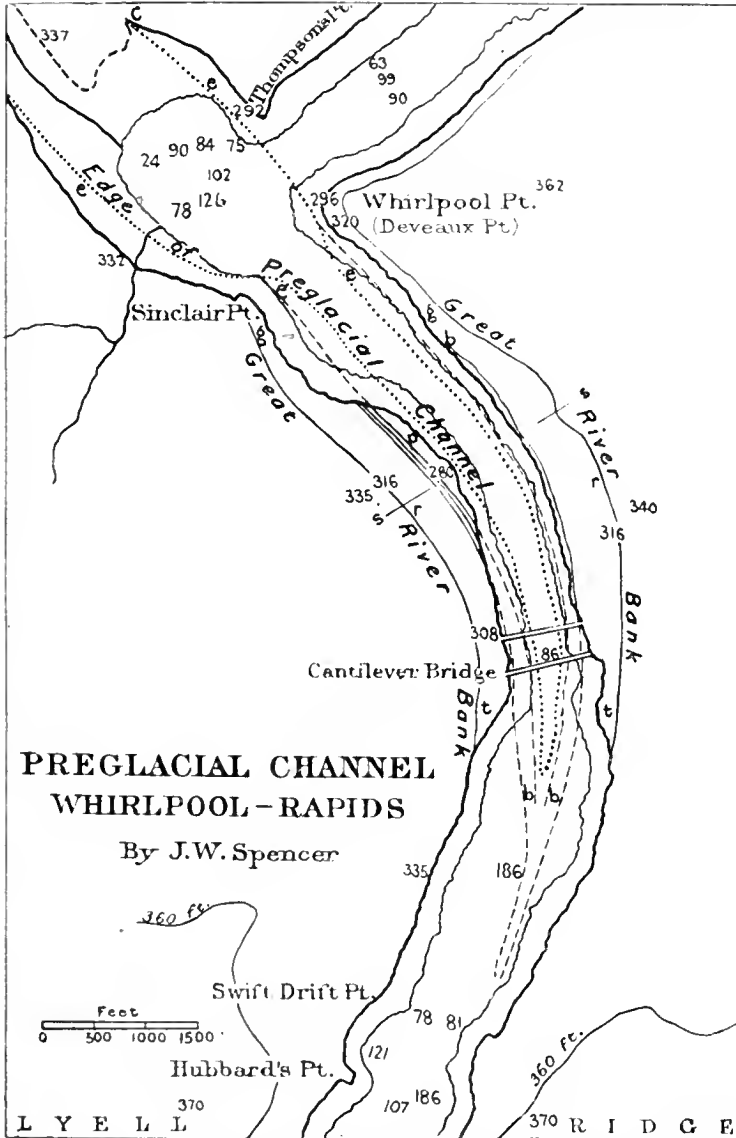 C
337
Thompson's Pt.
63
99
90
e
292
24 90 84 75
102
126
78
Edge of Preglacial Channel
e
332
296
320
Whirlpool Pt. 362
(Deveaux Pt)
e
Sinclair Pt.
e
g
g
b
Great River Bank
Great River Bank
b
280
316
335
s
r
s
L
340
316
308
86
Cantilever Bridge
t
t
b b
PREGLACIAL CHANNEL
WHIRLPOOL-RAPIDS
By J.W. Spencer
335
186
360 ft.
Swift Drift Pt.
78 81
Feet
0 500 1000 1500
121
Hubbard's Pt.
107 186
360 ft.
370
370
LYELL RIDGE